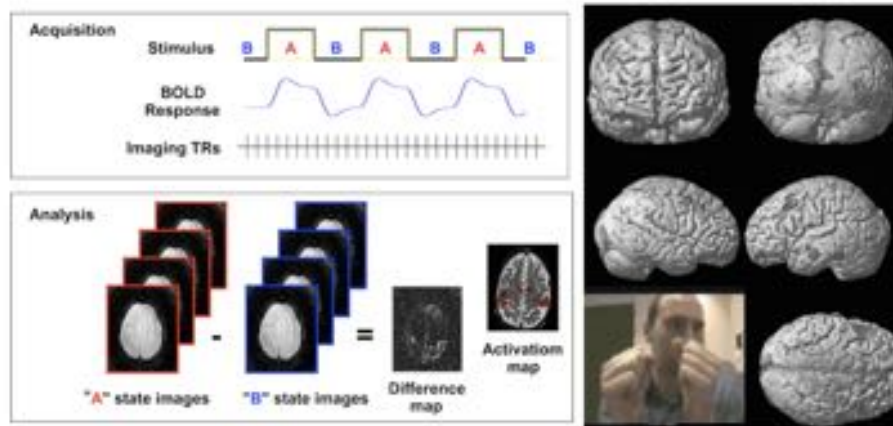 Acquisition
Stimulus
B A B A B A B
BOLD
Response
Imaging TRs
Analysis
-
=
"A" state images
"B" state images
Difference
map
Activatiom
map